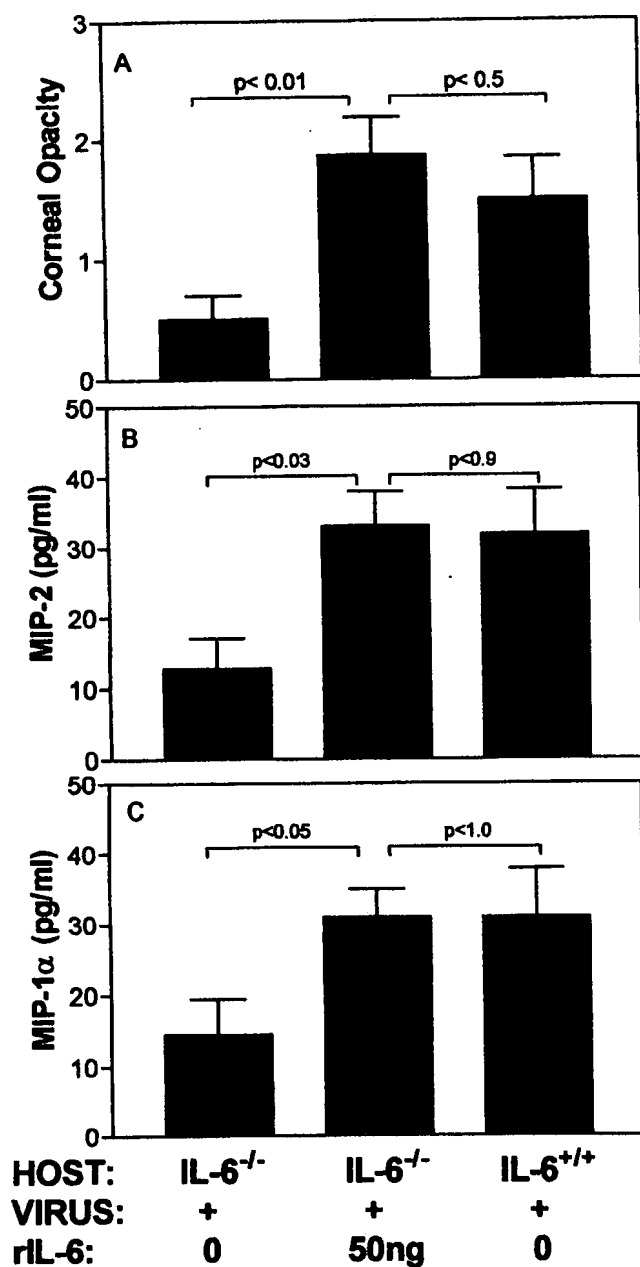 3
A
p< 0.01
p< 0.5
2
Corneal Opacity
1
0
50
B
p<0.03
p<0.9
40
MIP-2 (pg/ml)
30
20
10
0
50
C
p<0.05
p<1.0
40
MIP-1α (pg/ml)
30
20
10
0
HOST: IL-6-/- IL-6-/- IL-6+/+
VIRUS: + + +
rIL-6: 0 50ng 0